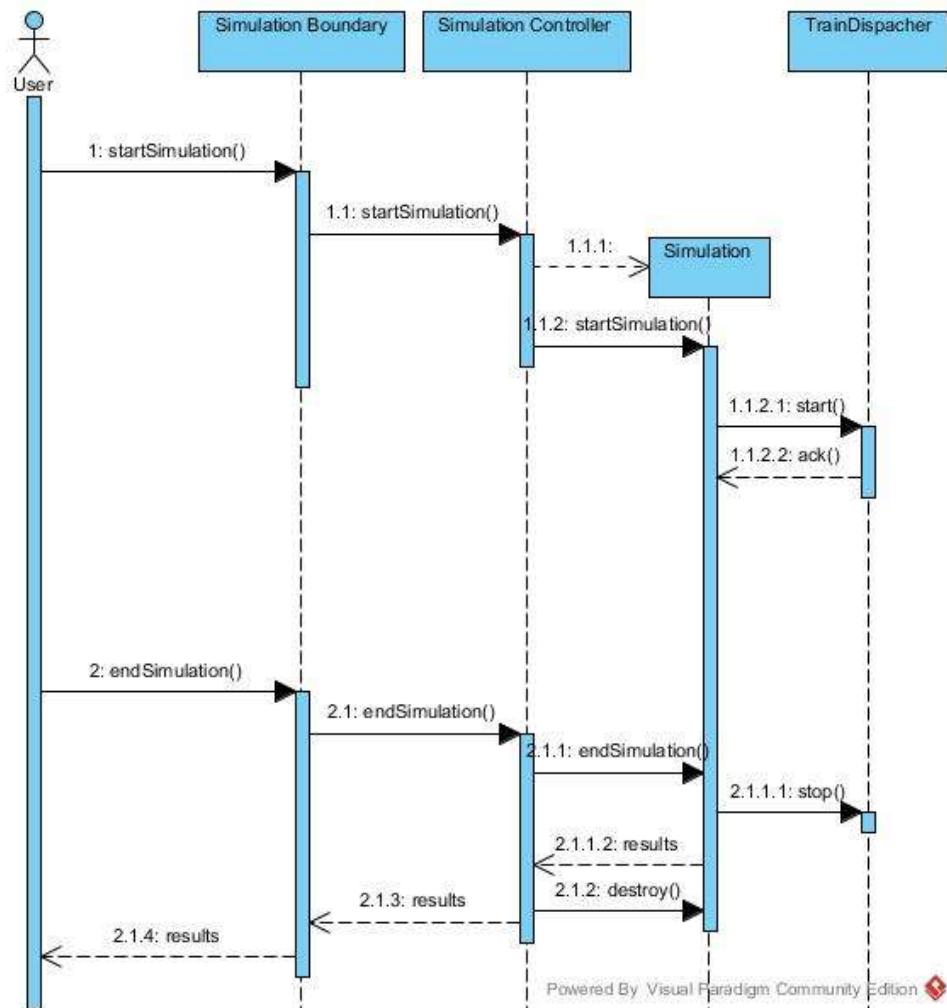 Simulation Boundary
Simulation Controller
TrainDispacher
User
1: startSimulation()
1.1: startSimulation()
1.1.1:
Simulation
1.1.2: startSimulation()
1.1.2.1: start()
1.1.2.2: ack()
2: endSimulation()
2.1: endSimulation()
2.1.1: endSimulation()
2.1.1.1: stop()
2.1.1.2: results
2.1.2: destroy()
2.1.3: results
2.1.4: results
Powered By Visual Paradigm Community Edition